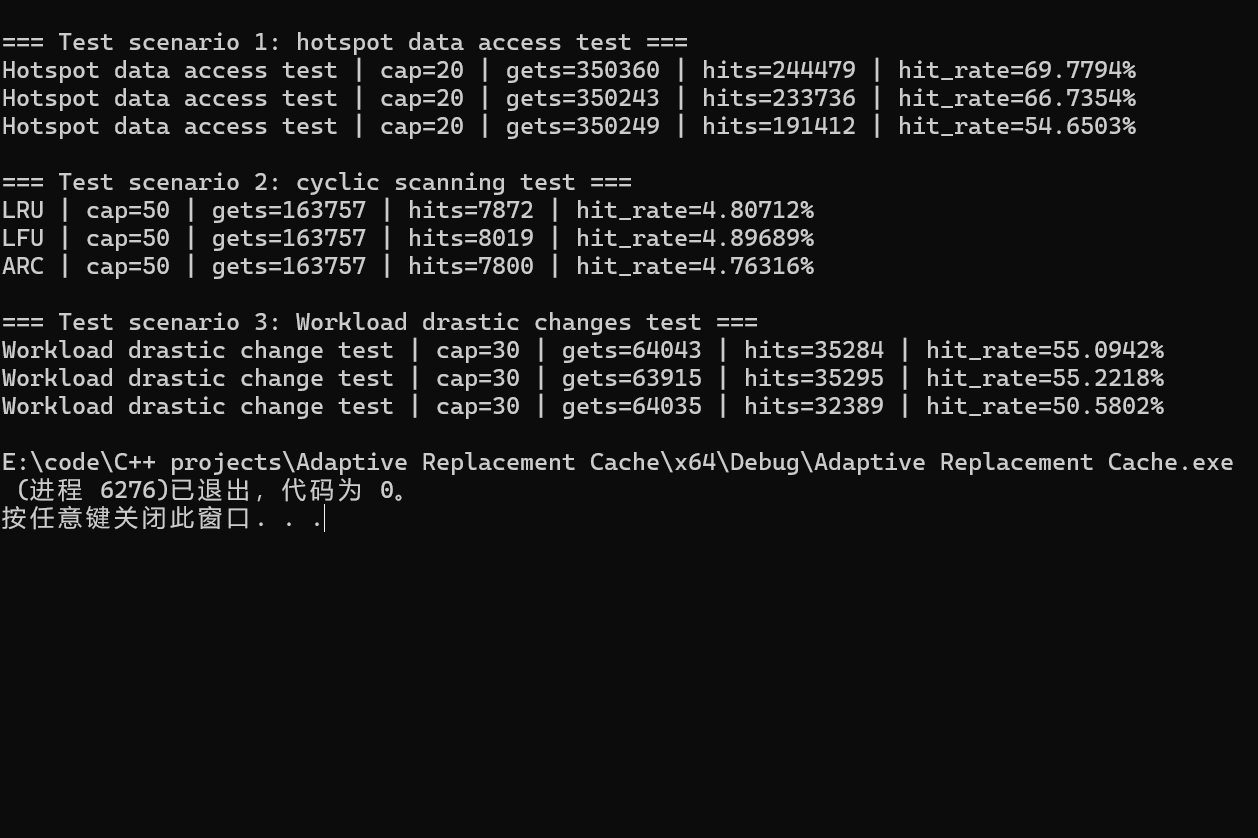 === Test scenario 1: hotspot data access test ===
Hotspot data access test | cap=20 | gets=350360 | hits=244479 | hit_rate=69.7794%
Hotspot data access test | cap=20 | gets=350243 | hits=233736 | hit_rate=66.7354%
Hotspot data access test | cap=20 | gets=350249 | hits=191412 | hit_rate=54.6503%
=== Test scenario 2: cyclic scanning test ===
LRU | cap=50 | gets=163757 | hits=7872 | hit_rate=4.80712%
LFU | cap=50 | gets=163757 | hits=8019 | hit_rate=4.89689%
ARC | cap=50 | gets=163757 | hits=7800 | hit_rate=4.76316%
=== Test scenario 3: Workload drastic changes test ===
Workload drastic change test | cap=30 | gets=64043 | hits=35284 | hit_rate=55.0942%
Workload drastic change test | cap=30 | gets=63915 | hits=35295 | hit_rate=55.2218%
Workload drastic change test | cap=30 | gets=64035 | hits=32389 | hit_rate=50.5802%
E:\code\C++ projects\Adaptive Replacement Cache\x64\Debug\Adaptive Replacement Cache.exe
(进程 6276)已退出，代码为 0。
按任意键关闭此窗口. . .